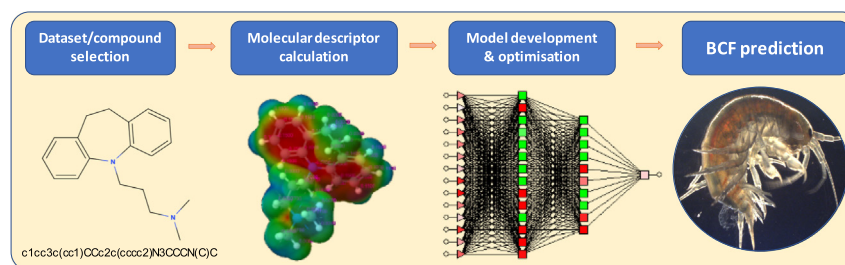 Dataset/compound
selection
Molecular descriptor
calculation
Model development
& optimisation
BCF prediction
N
N
c1cc3c(cc1)CCc2c(cccc2)N3CCCN(C)C